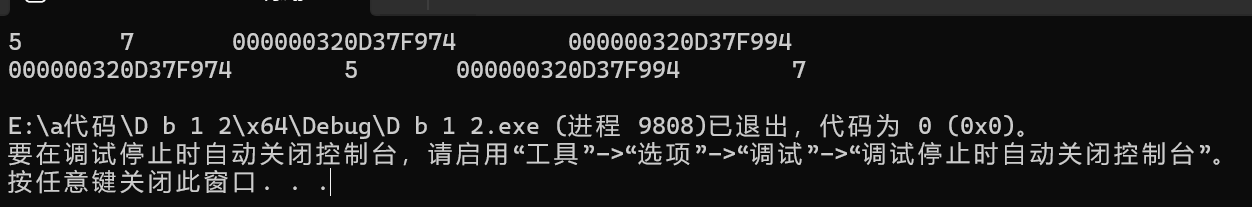 5 7 000000320D37F974 000000320D37F994
000000320D37F974 5 000000320D37F994 7
E:\a代码\D b 1 2\x64\Debug\D b 1 2.exe (进程 9808)已退出，代码为 0 (0x0)。
要在调试停止时自动关闭控制台，请启用“工具”->“选项”->“调试”->“调试停止时自动关闭控制台”。
按任意键关闭此窗口. . .